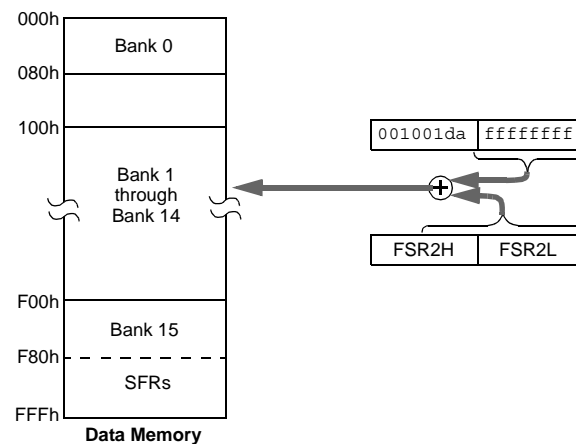 000h
Bank 0
080h
100h
001001da ffffffff
Bank 1
through
Bank 14
FSR2H FSR2L
F00h
Bank 15
F80h
SFRs
FFFh
Data Memory